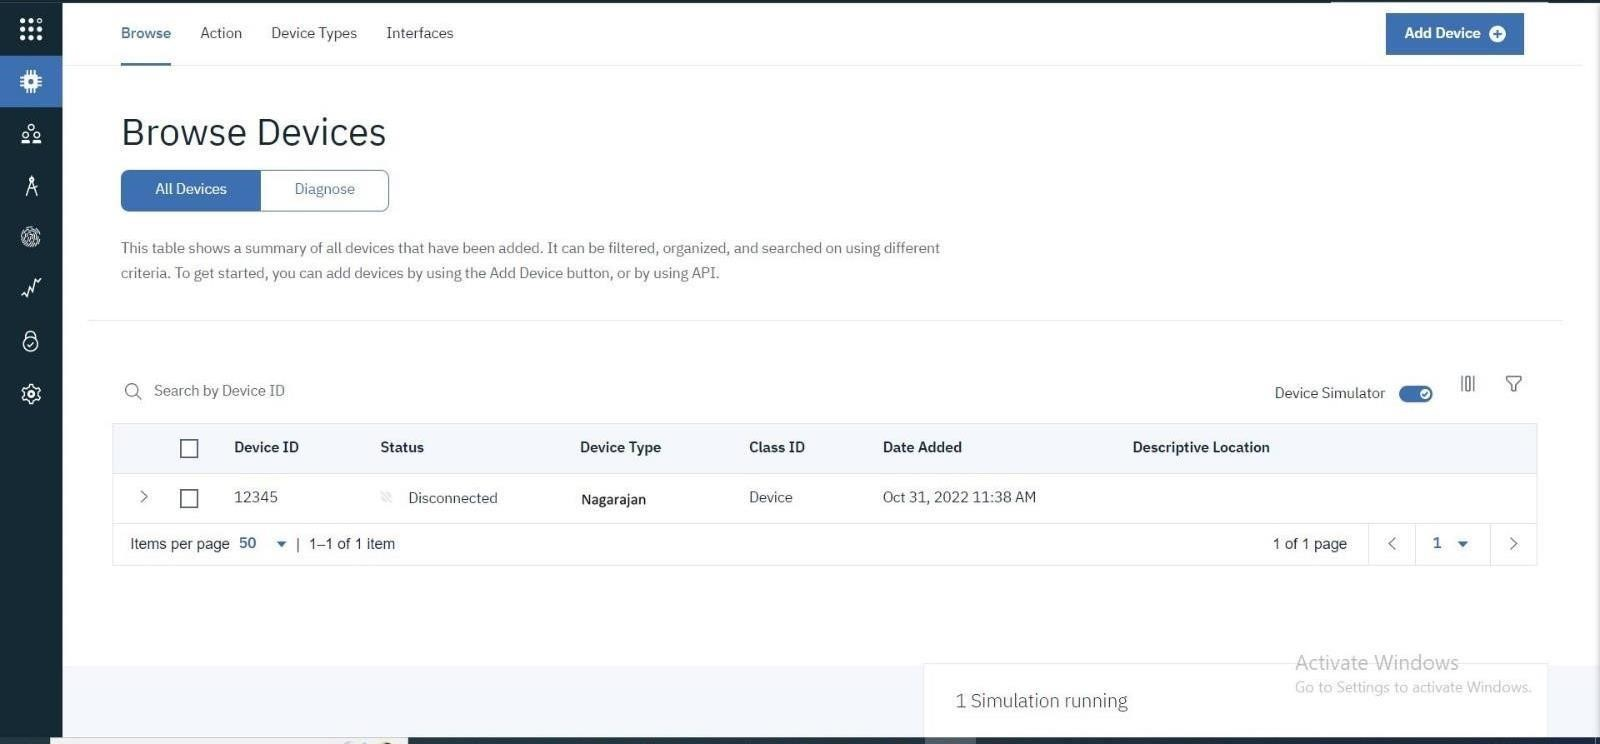 Browse Action Device Types Interfaces Add Device
Browse Devices
All Devices Diagnose
This table shows a summary of all devices that have been added. It can be filtered, organized, and searched on using different
criteria. To get started, you can add devices by using the Add Device button, or by using API.
Search by Device ID Device Simulator
Device ID Status Device Type Class ID Date Added Descriptive Location
12345 Disconnected Nagarajan Device Oct 31, 2022 11:38 AM
Items per page 50 | 1–1 of 1 item 1 of 1 page 1
Activate Windows
Go to Settings to activate Windows.
1 Simulation running